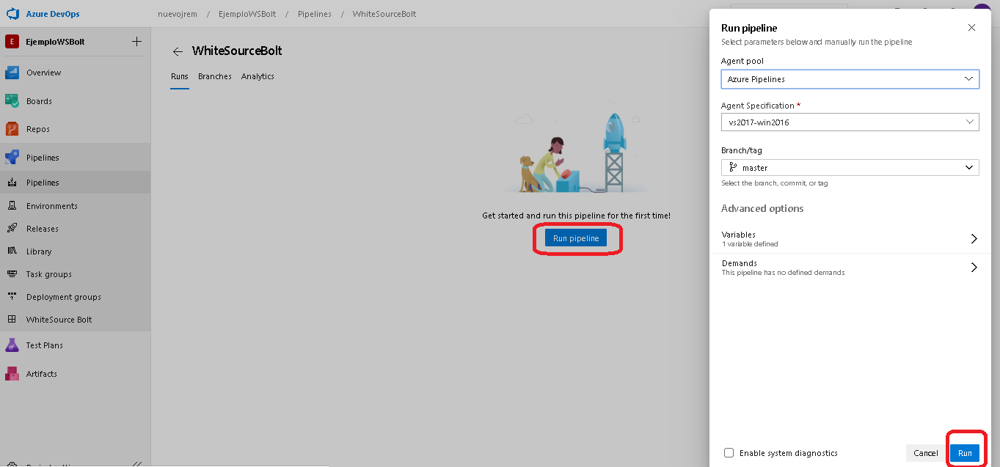 Azure DevOps
nuevojrem / EjemploWSBolt / Pipelines / WhiteSourceBolt
E EjemploWSBolt
Overview
Boards
Repos
Pipelines
Pipelines
Environments
Releases
Library
Task groups
Deployment groups
WhiteSource Bolt
Test Plans
Artifacts
WhiteSourceBolt
Runs Branches Analytics
Get started and run this pipeline for the first time!
Run pipeline
Run pipeline
Select parameters below and manually run the pipeline
Agent pool
Azure Pipelines
Agent Specification *
vs2017-win2016
Branch/tag
master
Select the branch, commit, or tag
Advanced options
Variables
1 variable defined
Demands
This pipeline has no defined demands
Enable system diagnostics
Cancel
Run